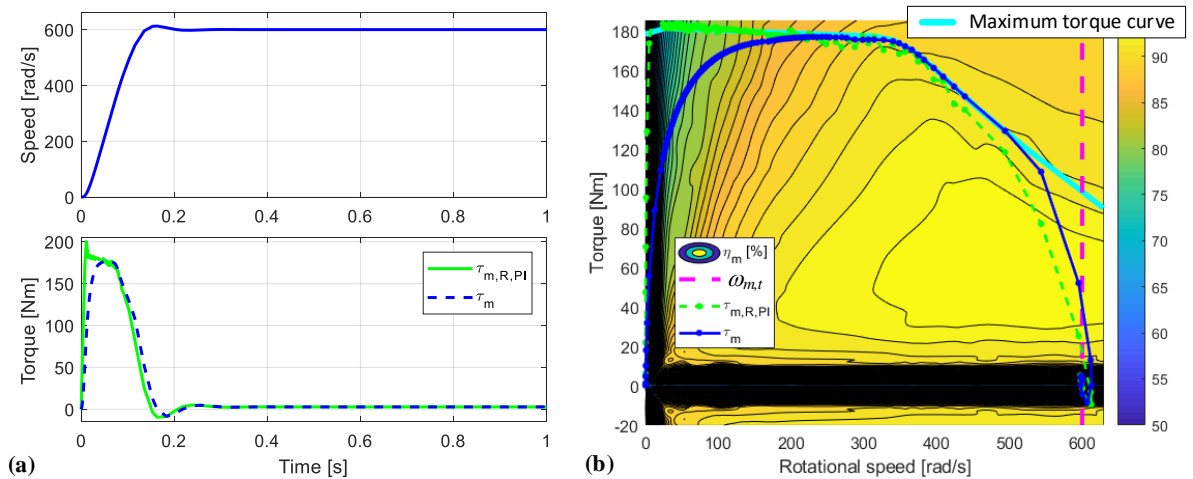 600
400
200
0
Speed [rad/s]
0 0.2 0.4 0.6 0.8 1
200
150
100
50
0
Torque [Nm]
τm,R,PI
τm
0 0.2 0.4 0.6 0.8 1
Time [s]
(a)
Maximum torque curve
180
160
140
120
100
80
60
40
20
0
-20
Torque [Nm]
ηm [%]
ωm,t
τm,R,PI
τm
0 100 200 300 400 500 600
Rotational speed [rad/s]
(b)
90
85
80
75
70
65
60
55
50